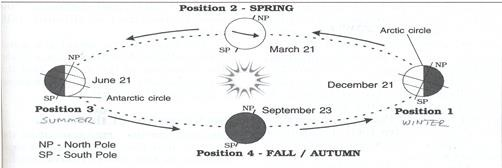 Position 2 - SPRING
NP
SP
March 21
Arctic circle
NP
June 21
SP
Antarctic circle
Position 3
SUMMER
NP
December 21
SP
Position 1
WINTER
NP
September 23
SP
Position 4 - FALL / AUTUMN
NP - North Pole
SP - South Pole